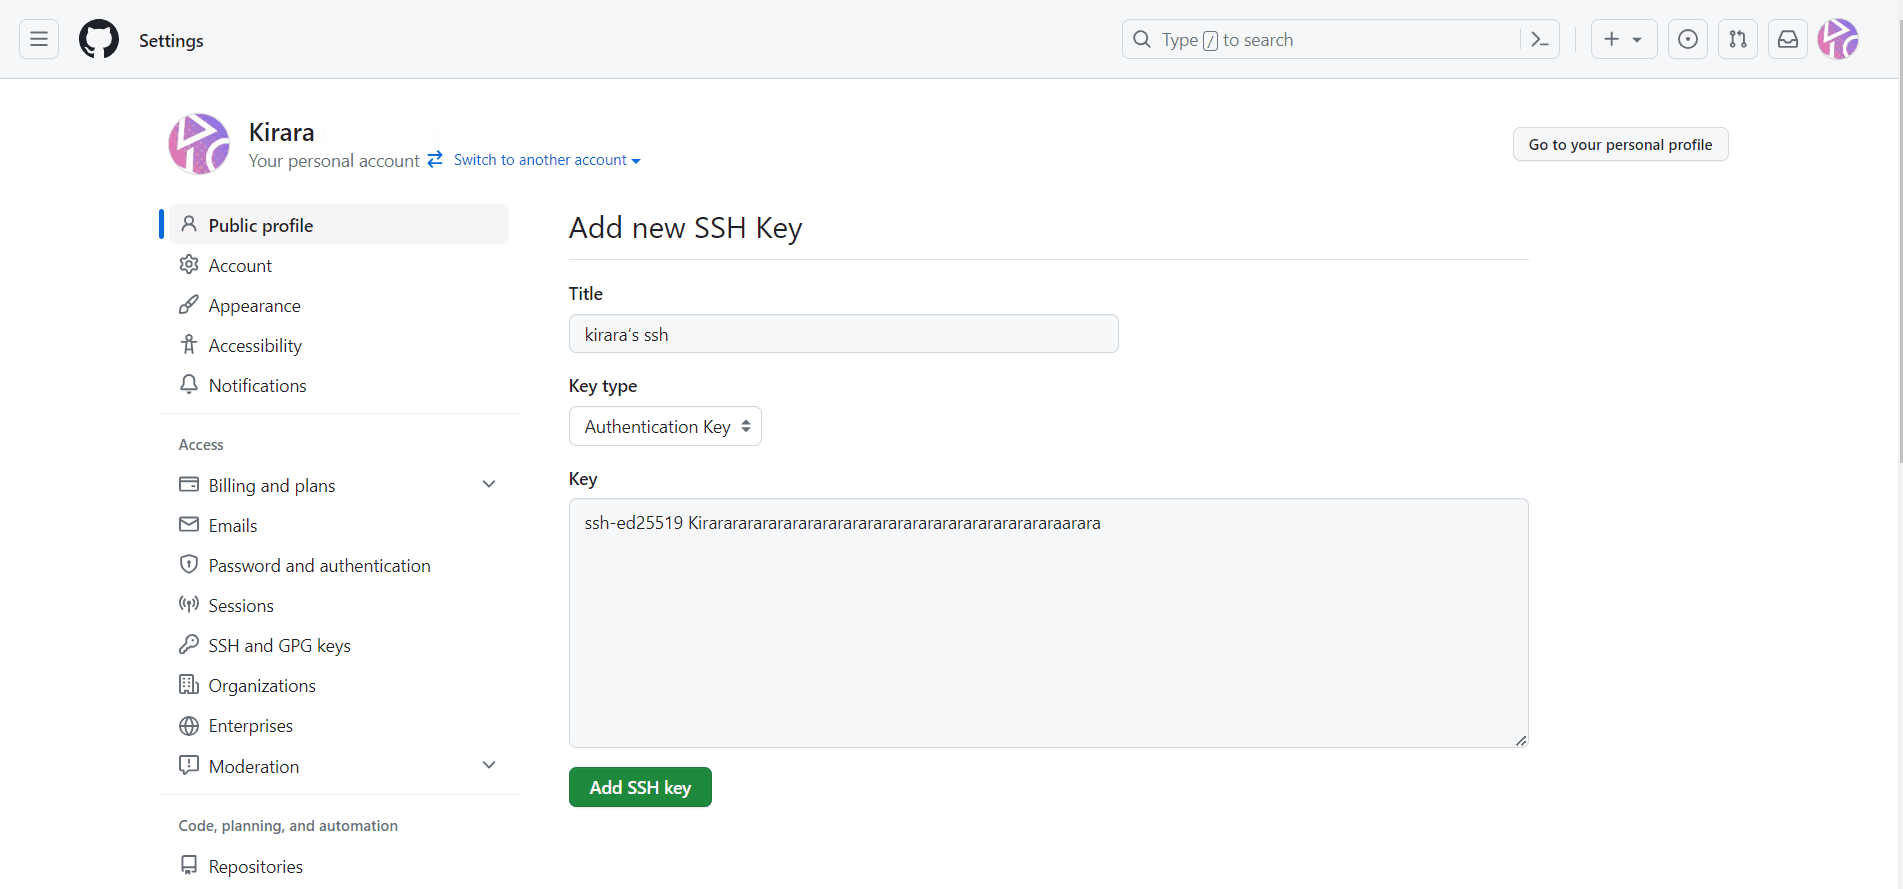 Settings
Type / to search
Kirara
Your personal account Switch to another account
Go to your personal profile
Public profile
Account
Appearance
Accessibility
Notifications
Access
Billing and plans
Emails
Password and authentication
Sessions
SSH and GPG keys
Organizations
Enterprises
Moderation
Code, planning, and automation
Repositories
Add new SSH Key
Title
kirara's ssh
Key type
Authentication Key
Key
ssh-ed25519 Kirarararararararararararararararararararararararaarara
Add SSH key